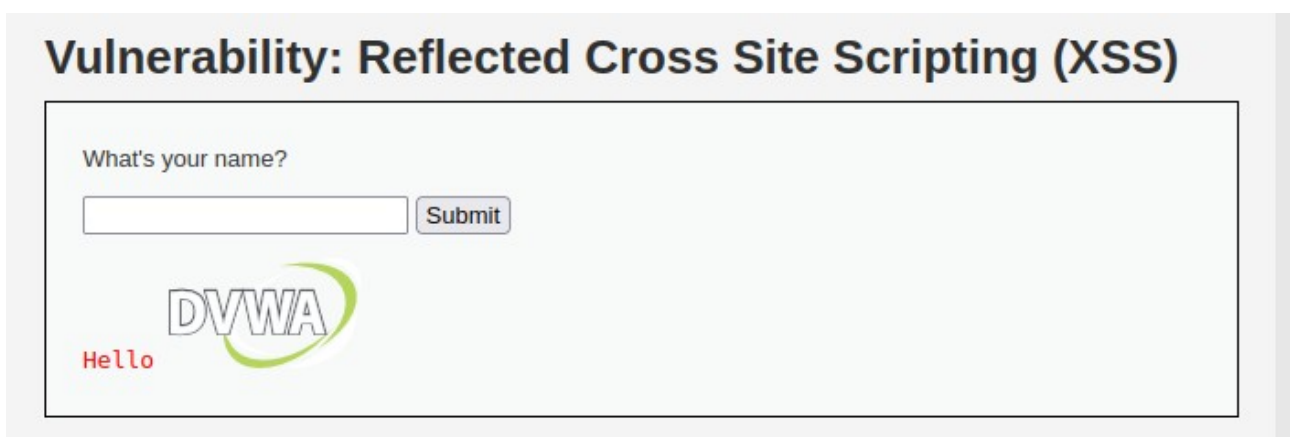 Vulnerability: Reflected Cross Site Scripting (XSS)
What's your name?
Submit
DVWA
Hello